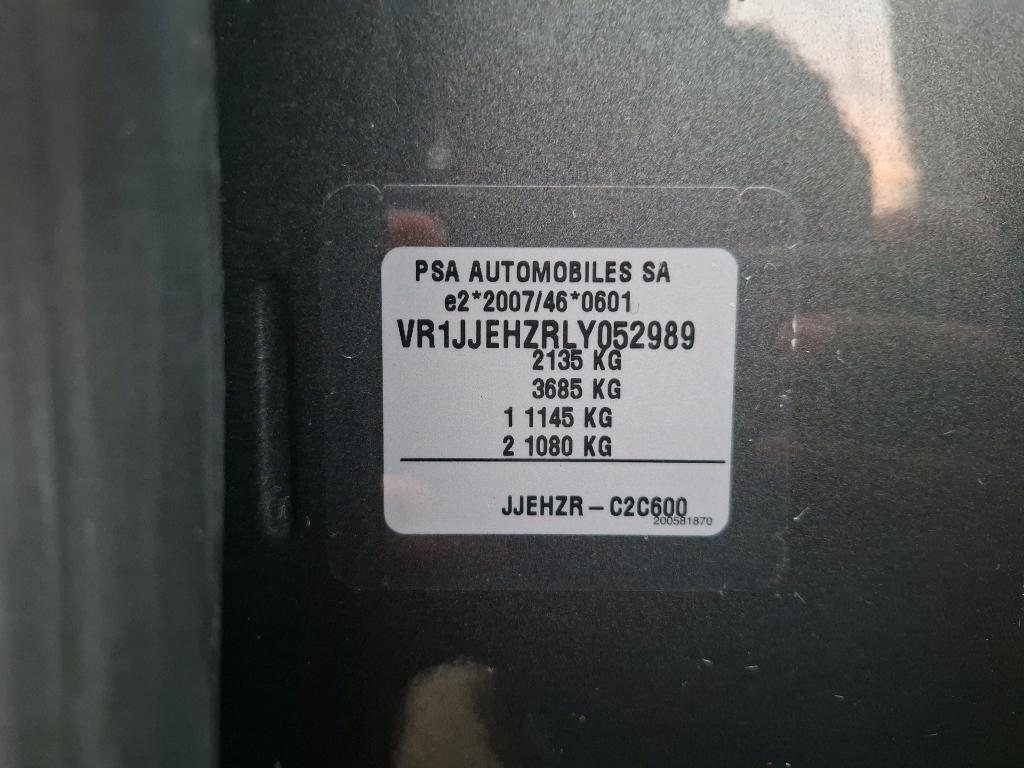 PSA AUTOMOBILES SA
e2*2007/46*0601
VR1JJEHZRLY052989
2135 KG
3685 KG
1 1145 KG
2 1080 KG
JJEHZR – C2C600
200581870